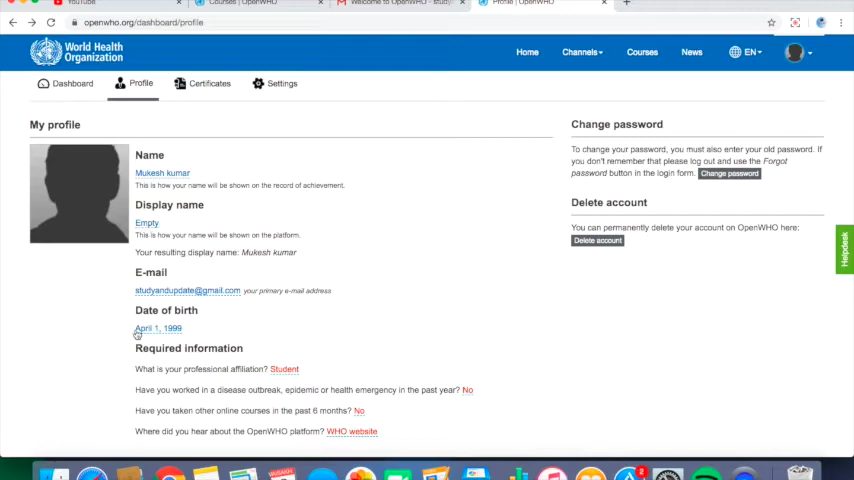 YouTube
Courses | OpenWHO
Welcome to OpenWHO - study
Profile | OpenWHO
openwho.org/dashboard/profile
World Health
Organization
Home
Channels
Courses
News
EN
Dashboard
Profile
Certificates
Settings
My profile
Name
Mukesh kumar
This is how your name will be shown on the record of achievement.
Display name
Empty
This is how your name will be shown on the platform.
Your resulting display name: Mukesh kumar
E-mail
studyandupdate@gmail.com your primary e-mail address
Date of birth
April 1, 1999
Required information
What is your professional affiliation? Student
Have you worked in a disease outbreak, epidemic or health emergency in the past year? No
Have you taken other online courses in the past 6 months? No
Where did you hear about the OpenWHO platform? WHO website
Change password
To change your password, you must also enter your old password. If
you don't remember that please log out and use the Forgot
password button in the login form. Change password
Delete account
You can permanently delete your account on OpenWHO here:
Delete account
Helpdesk
2